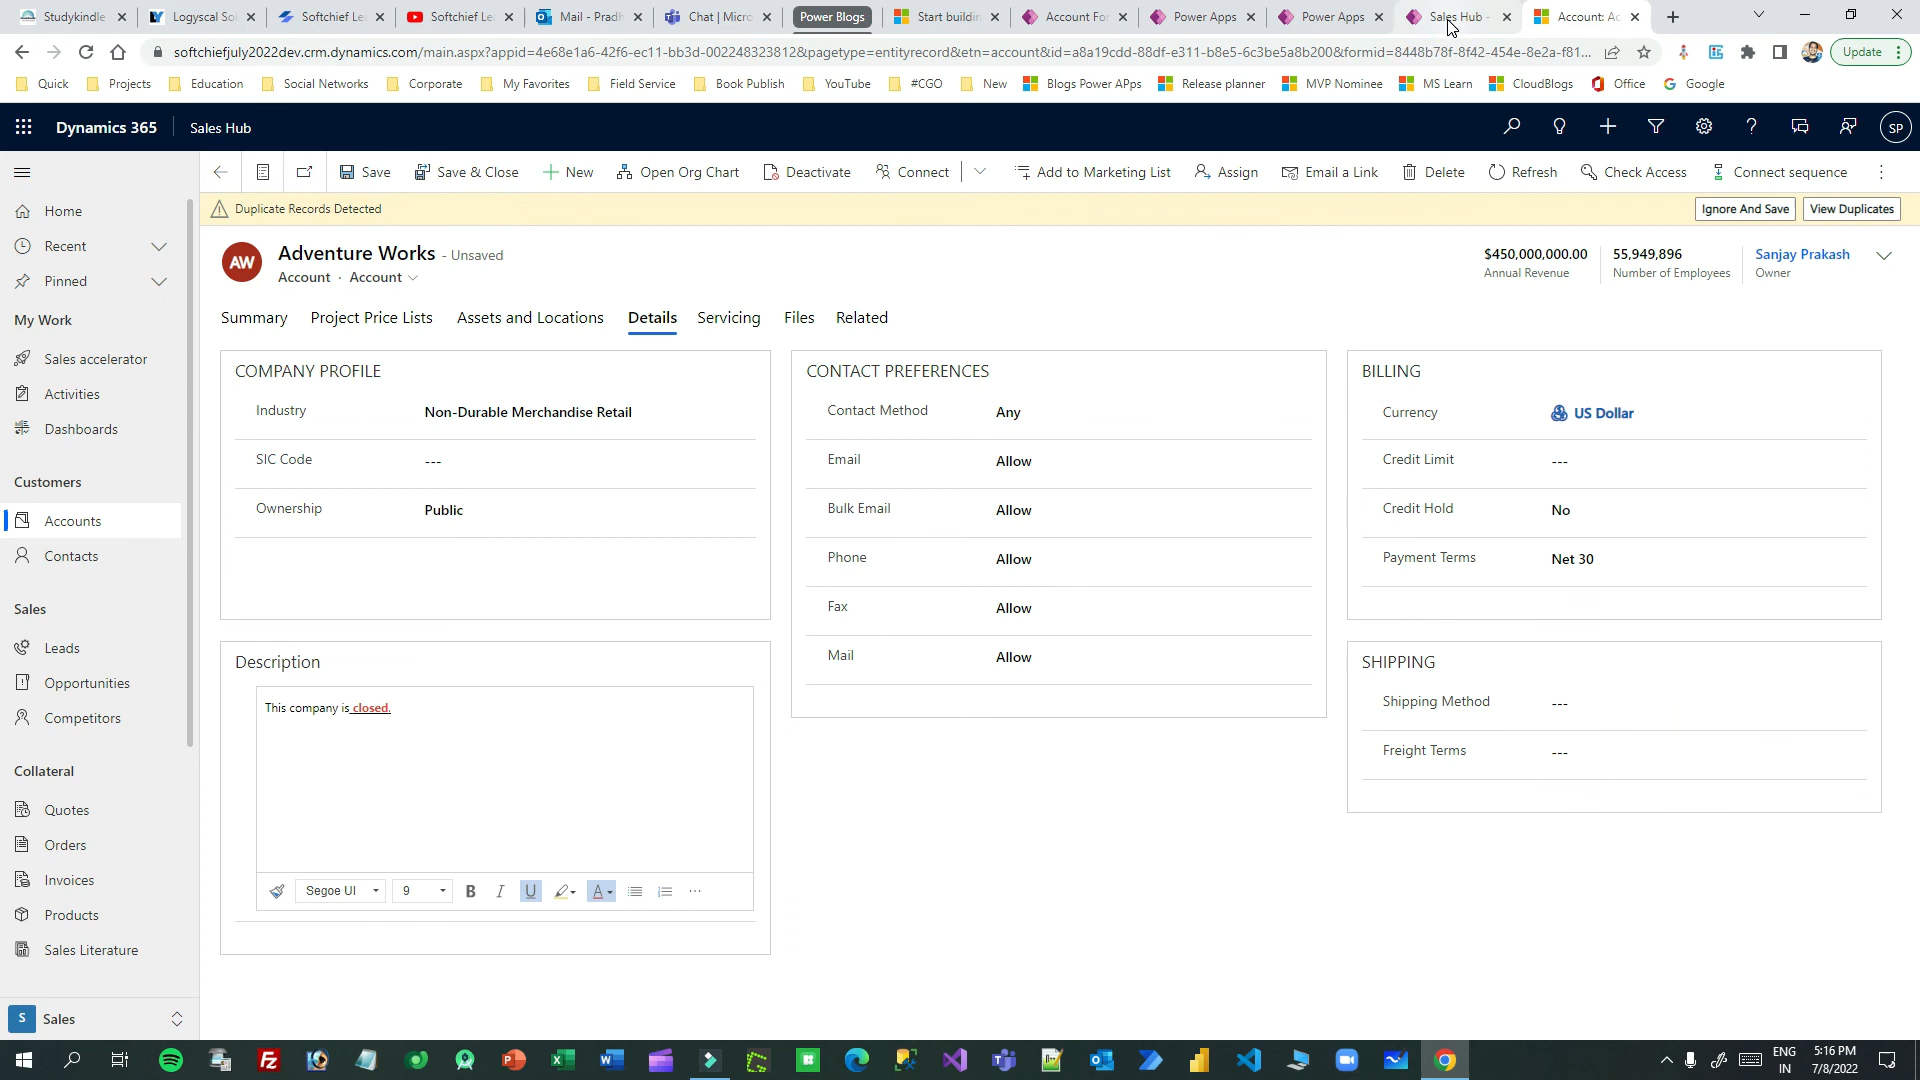 Studykindle
Logyscal Sol
Softchief Le
Softchief Le
Mail - Pradh
Chat | Micro
Power Blogs
Start buildin
Account For
Power Apps
Power Apps
Sales Hub -
Account: Ac
softchiefjuly2022dev.crm.dynamics.com/main.aspx?appid=4e68e1a6-42f6-ec11-bb3d-002248323812&pagetype=entityrecord&etn=account&id=a8a19cdd-88df-e311-b8e5-6c3be5a8b200&formid=8448b78f-8f42-454e-8e2a-f81...
Update
Quick
Projects
Education
Social Networks
Corporate
My Favorites
Field Service
Book Publish
YouTube
#CGO
New
Blogs Power APps
Release planner
MVP Nominee
MS Learn
CloudBlogs
Office
Google
Dynamics 365
Sales Hub
SP
Save
Save & Close
New
Open Org Chart
Deactivate
Connect
Add to Marketing List
Assign
Email a Link
Delete
Refresh
Check Access
Connect sequence
Duplicate Records Detected
Ignore And Save
View Duplicates
Home
Recent
Pinned
My Work
Sales accelerator
Activities
Dashboards
Customers
Accounts
Contacts
Sales
Leads
Opportunities
Competitors
Collateral
Quotes
Orders
Invoices
Products
Sales Literature
S Sales
AW
Adventure Works - Unsaved
Account · Account
$450,000,000.00
Annual Revenue
55,949,896
Number of Employees
Sanjay Prakash
Owner
Summary
Project Price Lists
Assets and Locations
Details
Servicing
Files
Related
COMPANY PROFILE
Industry Non-Durable Merchandise Retail
SIC Code ---
Ownership Public
Description
This company is closed.
Segoe UI 9 B I U A ...
CONTACT PREFERENCES
Contact Method Any
Email Allow
Bulk Email Allow
Phone Allow
Fax Allow
Mail Allow
BILLING
Currency US Dollar
Credit Limit ---
Credit Hold No
Payment Terms Net 30
SHIPPING
Shipping Method ---
Freight Terms ---
ENG
IN
5:16 PM
7/8/2022